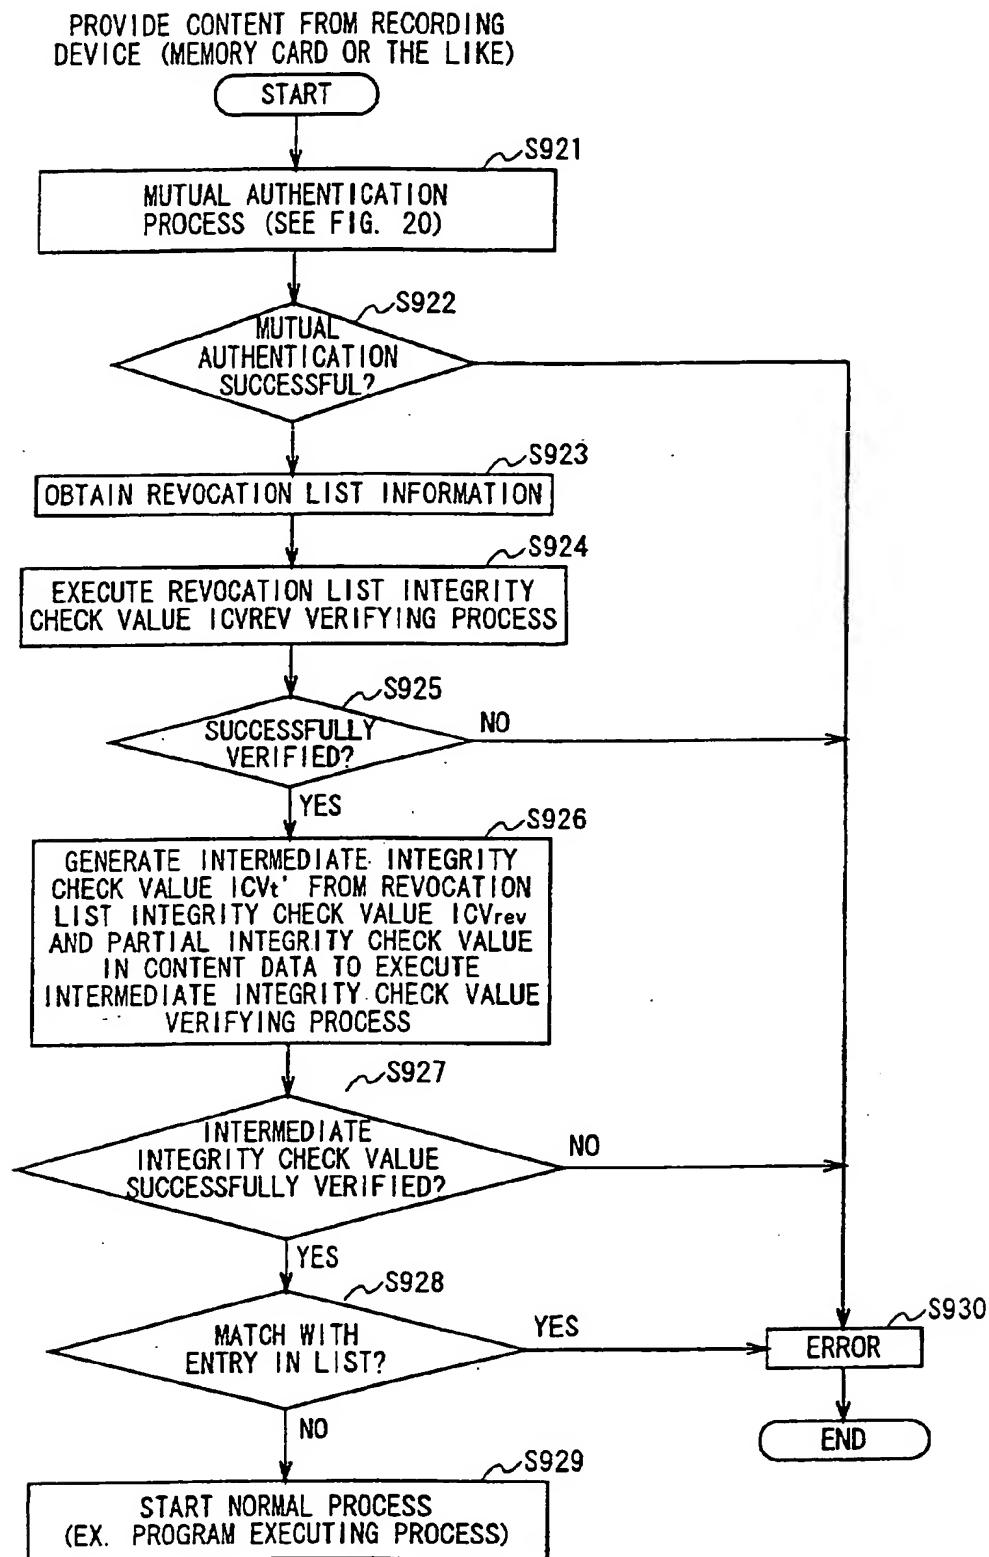 PROVIDE CONTENT FROM RECORDING
DEVICE (MEMORY CARD OR THE LIKE)
START
S921
MUTUAL AUTHENTICATION
PROCESS (SEE FIG. 20)
S922
MUTUAL
AUTHENTICATION
SUCCESSFUL?
S923
OBTAIN REVOCATION LIST INFORMATION
S924
EXECUTE REVOCATION LIST INTEGRITY
CHECK VALUE ICVREV VERIFYING PROCESS
S925
SUCCESSFULLY
VERIFIED?
NO
YES
S926
GENERATE INTERMEDIATE INTEGRITY
CHECK VALUE ICVt' FROM REVOCATION
LIST INTEGRITY CHECK VALUE ICVrev
AND PARTIAL INTEGRITY CHECK VALUE
IN CONTENT DATA TO EXECUTE
INTERMEDIATE INTEGRITY CHECK VALUE
VERIFYING PROCESS
S927
INTERMEDIATE
INTEGRITY CHECK VALUE
SUCCESSFULLY VERIFIED?
NO
YES
S928
MATCH WITH
ENTRY IN LIST?
YES
S930
ERROR
END
NO
S929
START NORMAL PROCESS
(EX. PROGRAM EXECUTING PROCESS)